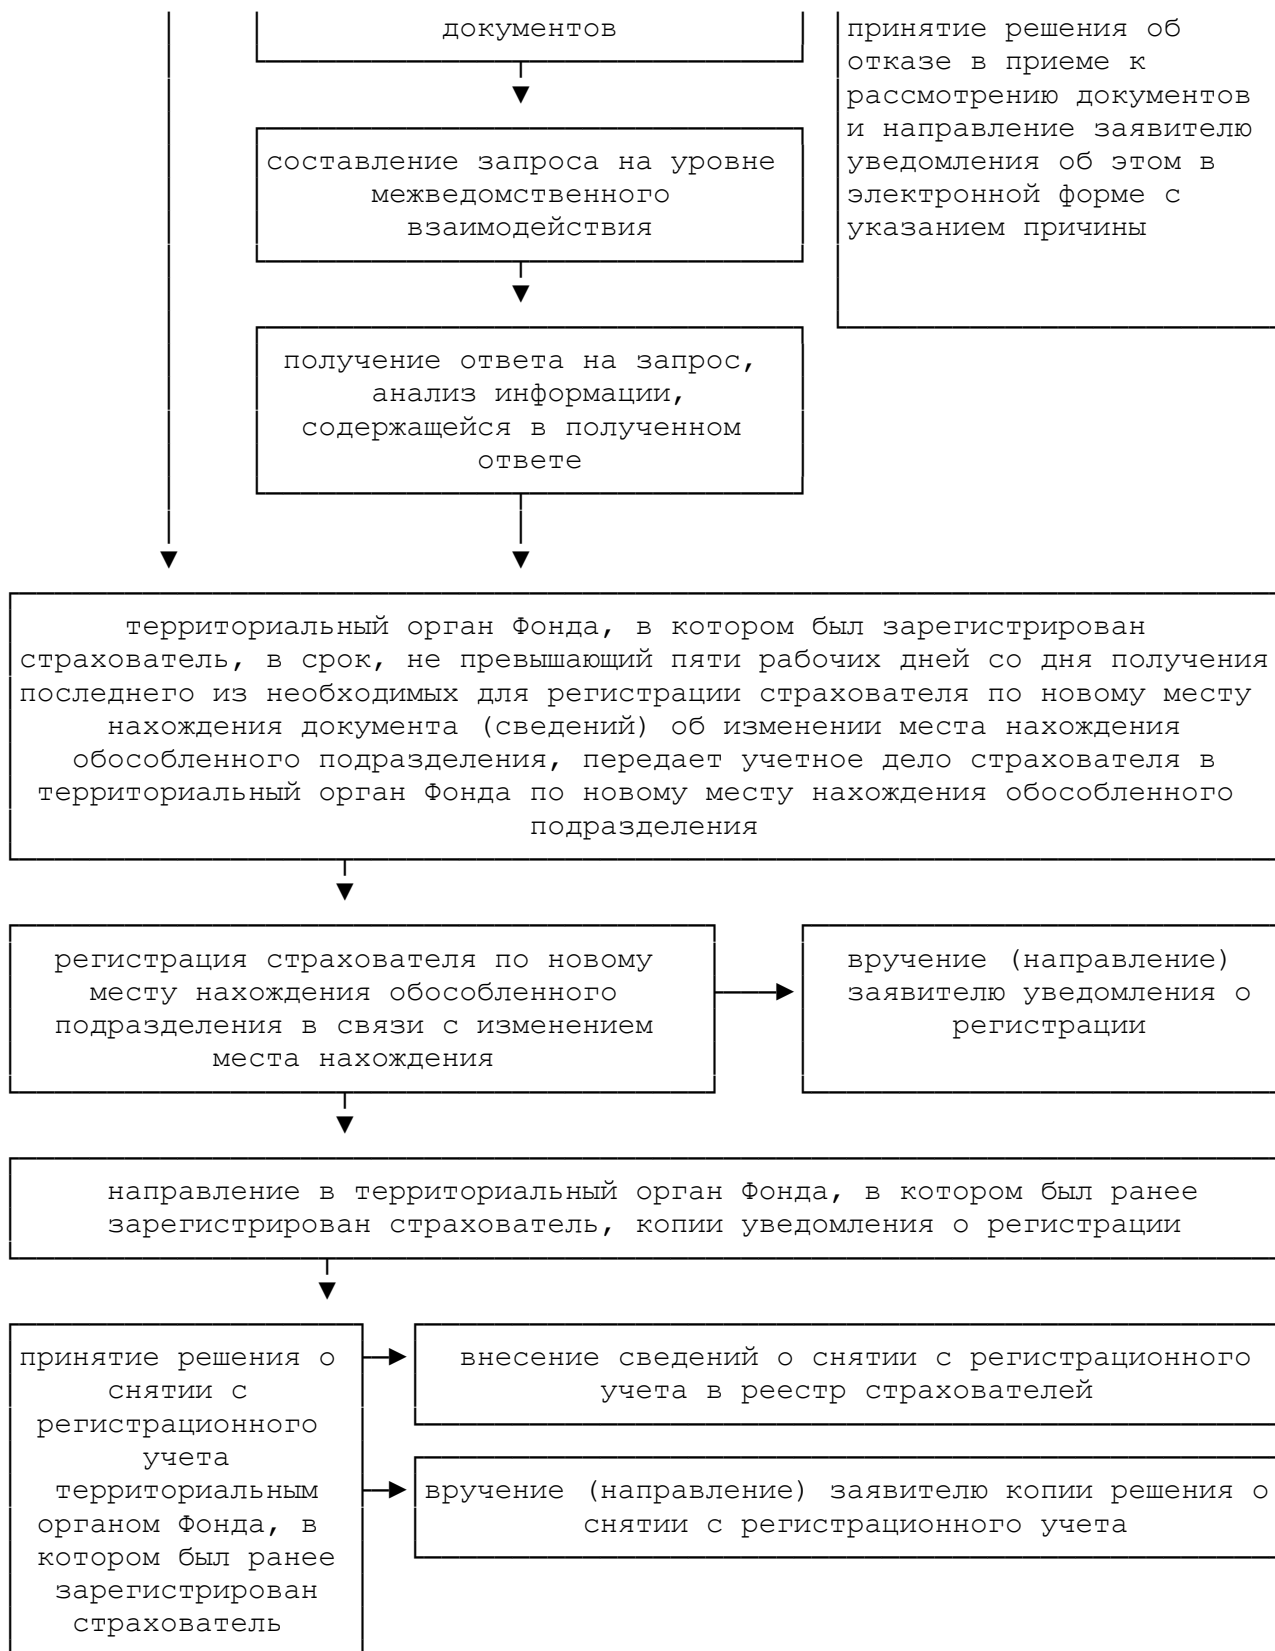 документов
принятие решения об
отказе в приеме к
рассмотрению документов
и направление заявителю
уведомления об этом в
электронной форме с
указанием причины
составление запроса на уровне
межведомственного
взаимодействия
получение ответа на запрос,
анализ информации,
содержащейся в полученном
ответе
территориальный орган Фонда, в котором был зарегистрирован
страхователь, в срок, не превышающий пяти рабочих дней со дня получения
последнего из необходимых для регистрации страхователя по новому месту
нахождения документа (сведений) об изменении места нахождения
обособленного подразделения, передает учетное дело страхователя в
территориальный орган Фонда по новому месту нахождения обособленного
подразделения
регистрация страхователя по новому
месту нахождения обособленного
подразделения в связи с изменением
места нахождения
вручение (направление)
заявителю уведомления о
регистрации
направление в территориальный орган Фонда, в котором был ранее
зарегистрирован страхователь, копии уведомления о регистрации
принятие решения о
снятии с
регистрационного
учета
территориальным
органом Фонда, в
котором был ранее
зарегистрирован
страхователь
внесение сведений о снятии с регистрационного
учета в реестр страхователей
вручение (направление) заявителю копии решения о
снятии с регистрационного учета